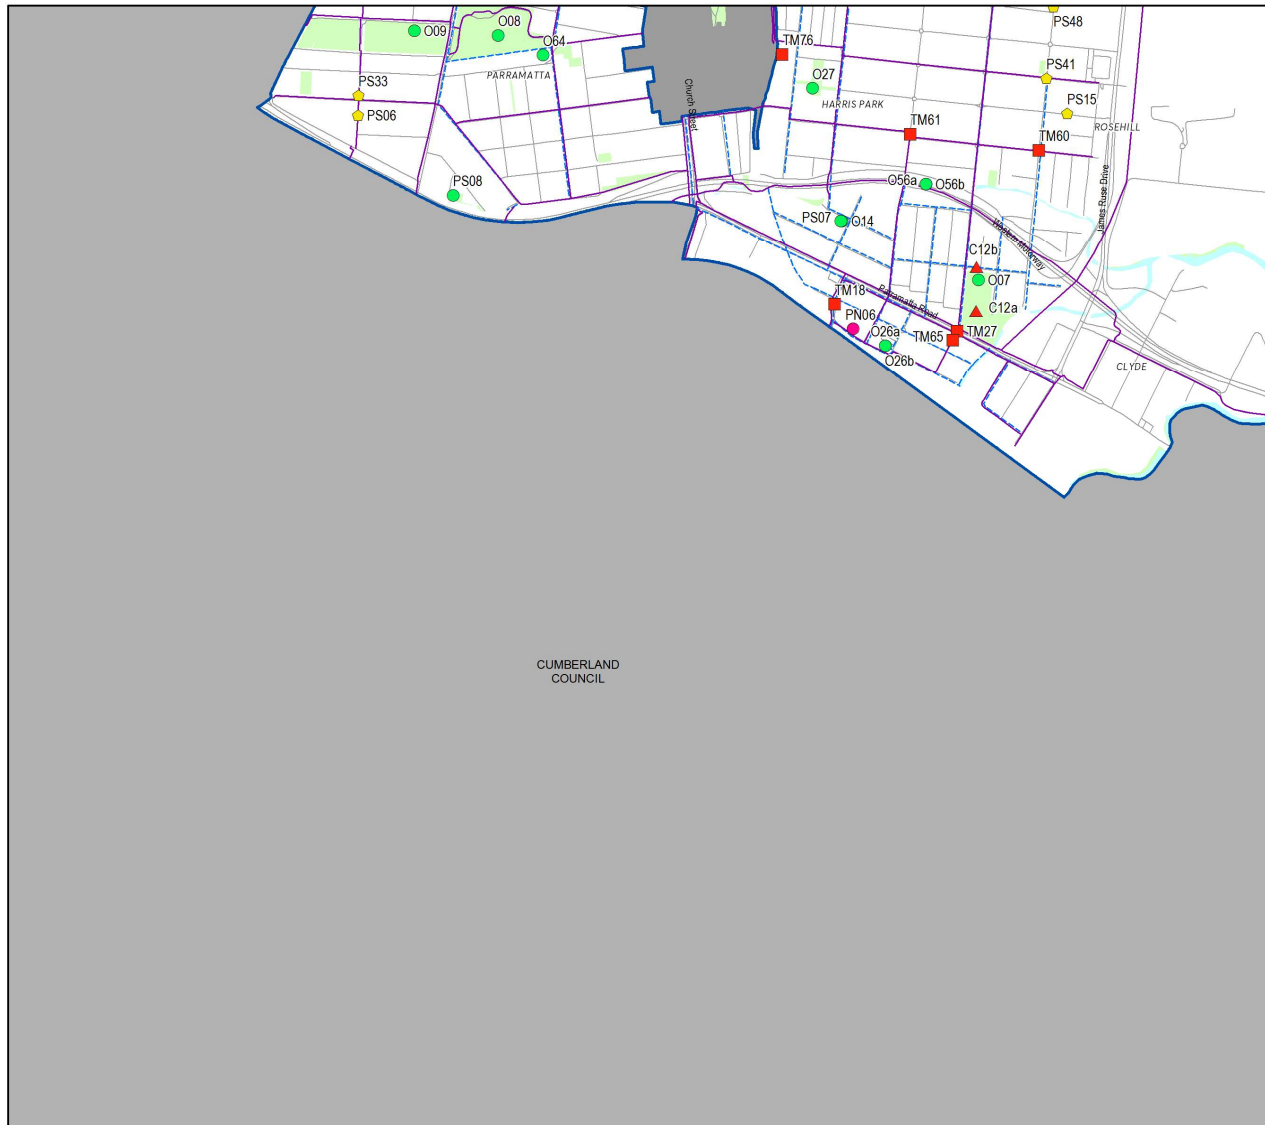 O08
O09
PS48
O64
TM76
PARRAMATTA
PS41
O27
PS33
Church Street
HARRIS PARK
PS15
PS06
TM61
ROSEHILL
TM60
PS08
O56a
O56b
James Ruse Drive
PS07
O14
Western Motorway
C12b
O07
TM18
Parramatta Road
C12a
PN06
O26a
TM65
TM27
O26b
CLYDE
CUMBERLAND
COUNCIL